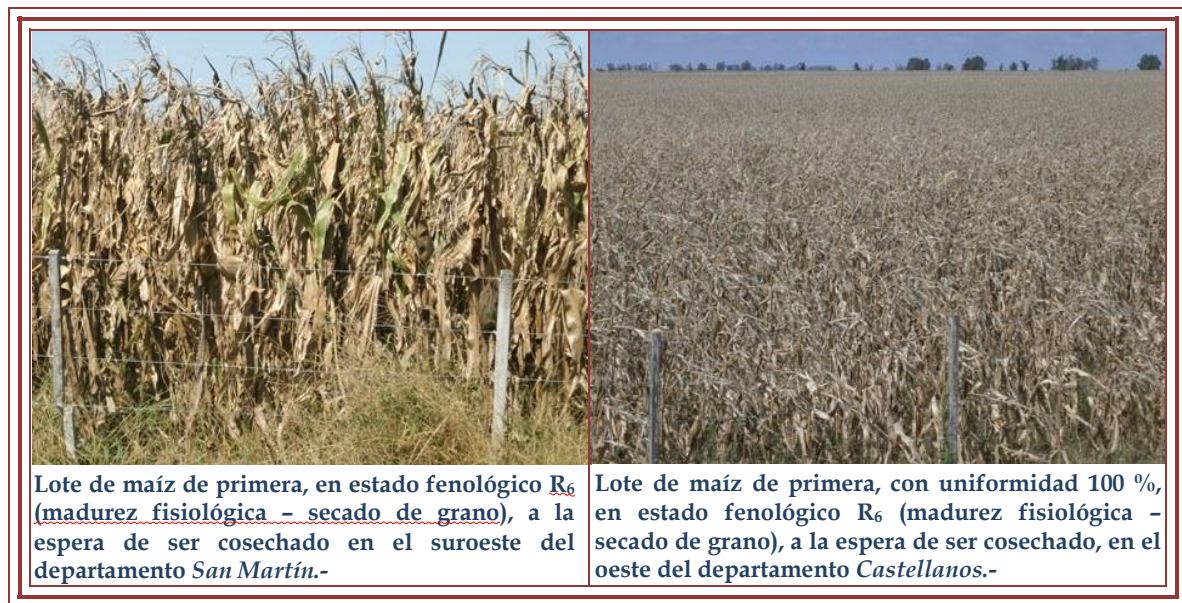 Lote de maíz de primera, en estado fenológico R₆
(madurez fisiológica – secado de grano), a la
espera de ser cosechado en el suroeste del
departamento San Martín.-
Lote de maíz de primera, con uniformidad 100 %,
en estado fenológico R₆ (madurez fisiológica –
secado de grano), a la espera de ser cosechado, en el
oeste del departamento Castellanos.-